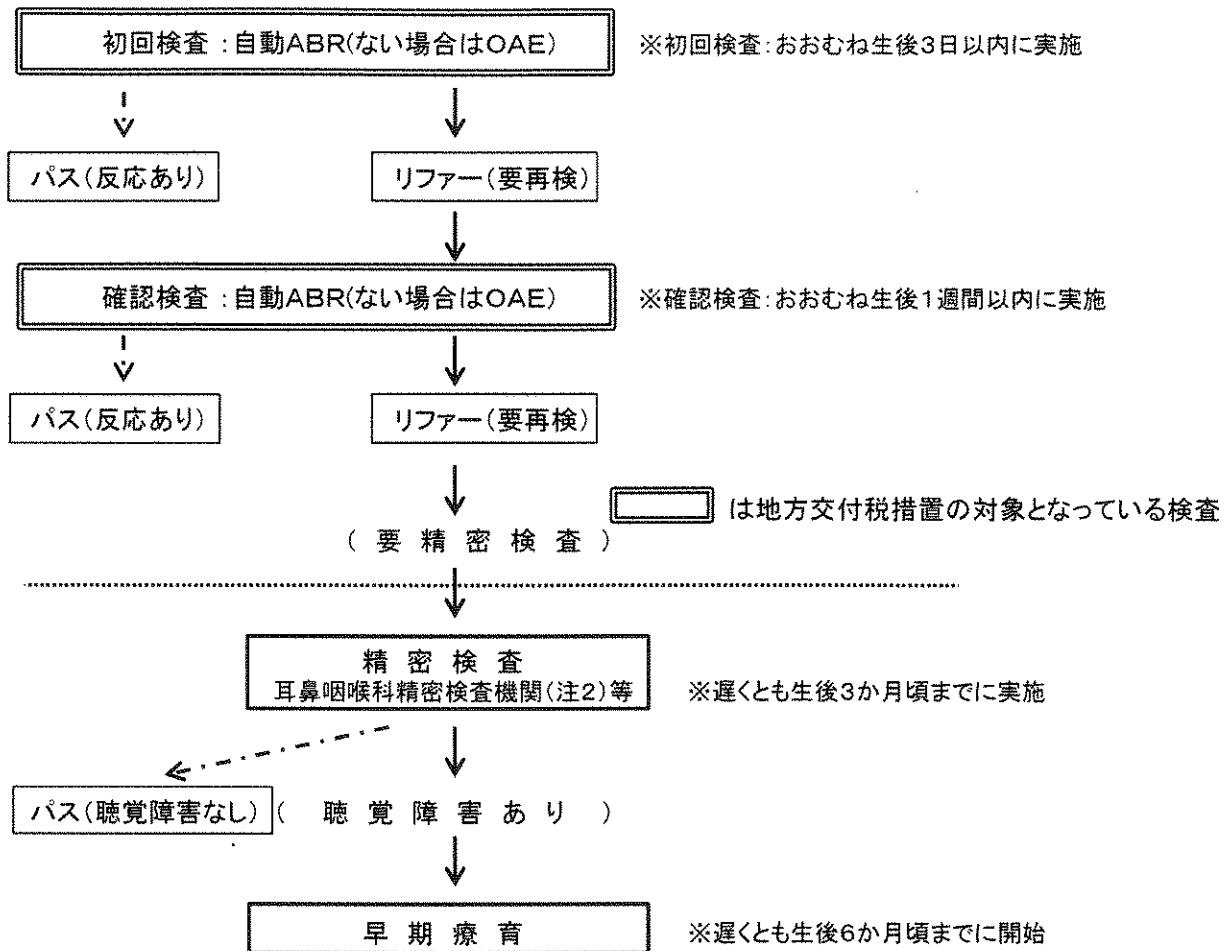 初回検査：自動ABR(ない場合はOAE)
※初回検査：おおむね生後3日以内に実施
パス(反応あり)
リファー(要再検)
確認検査：自動ABR(ない場合はOAE)
※確認検査：おおむね生後1週間以内に実施
パス(反応あり)
リファー(要再検)
は地方交付税措置の対象となっている検査
(要精密検査)
精密検査
耳鼻咽喉科精密検査機関(注2)等
※遅くとも生後3か月頃までに実施
パス(聴覚障害なし)
(聴覚障害あり)
早期療育
※遅くとも生後6か月頃までに開始